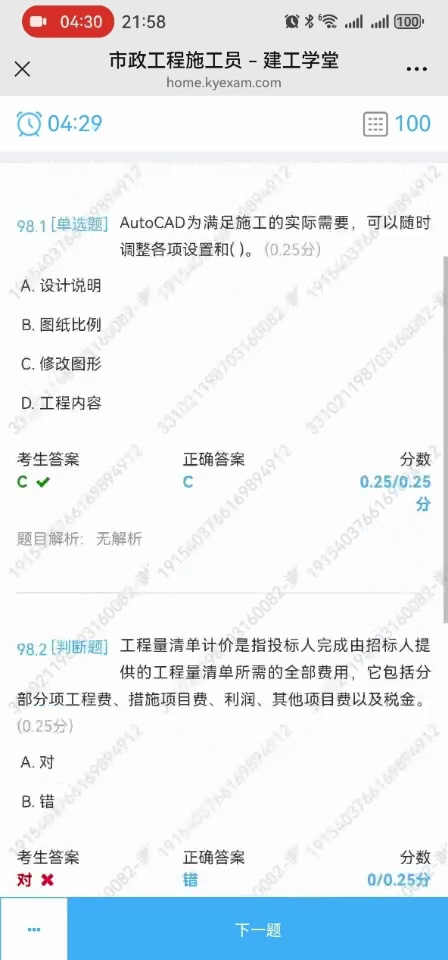 04:30 21:58 6 100
市政工程施工员 - 建工学堂
home.kyexam.com
04:29 100
98.1 [单选题] AutoCAD为满足施工的实际需要，可以随时
调整各项设置和( )。(0.25分)
A. 设计说明
B. 图纸比例
C. 修改图形
D. 工程内容
考生答案 正确答案 分数
C C 0.25/0.25
分
题目解析: 无解析
98.2 [判断题] 工程量清单计价是指投标人完成由招标人提
供的工程量清单所需的全部费用，它包括分
部分项工程费、措施项目费、利润、其他项目费以及税金。
(0.25分)
A. 对
B. 错
考生答案 正确答案 分数
对 错 0/0.25分
下一题